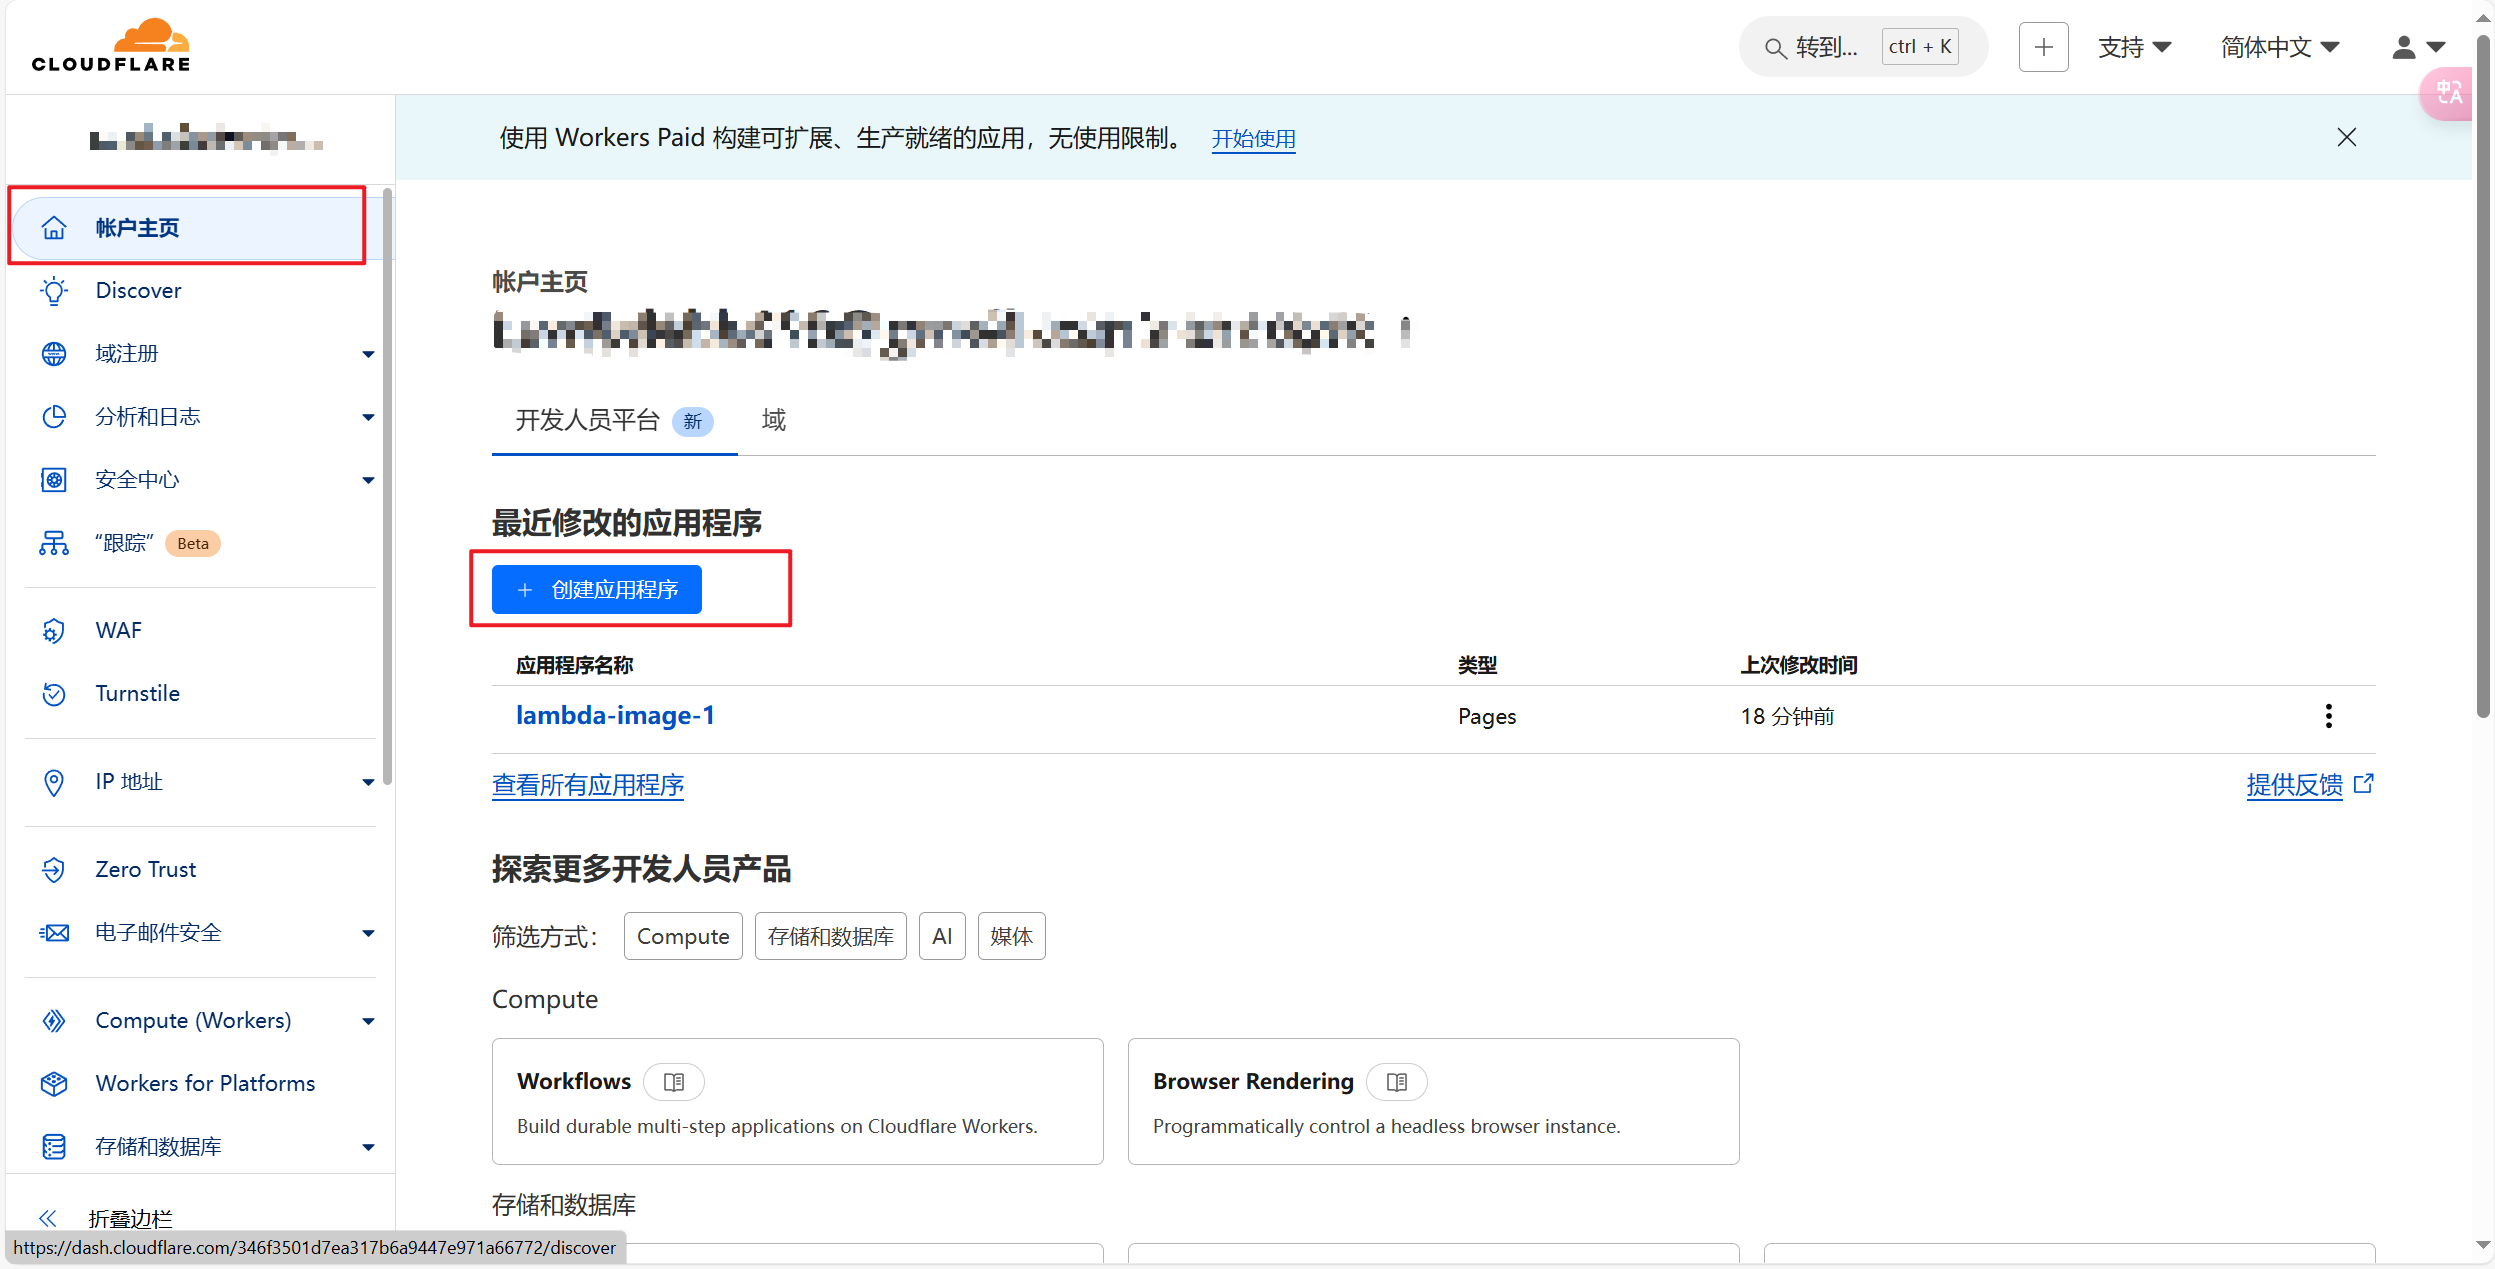 CLOUDFLARE
转到... ctrl + K
支持
简体中文
中A
使用 Workers Paid 构建可扩展、生产就绪的应用，无使用限制。 开始使用
帐户主页
Discover
域注册
分析和日志
安全中心
“跟踪” Beta
WAF
Turnstile
IP 地址
Zero Trust
电子邮件安全
Compute (Workers)
Workers for Platforms
存储和数据库
折叠边栏
帐户主页
开发人员平台 新 域
最近修改的应用程序
+ 创建应用程序
应用程序名称 类型 上次修改时间
lambda-image-1 Pages 18 分钟前
查看所有应用程序 提供反馈
探索更多开发人员产品
筛选方式： Compute 存储和数据库 AI 媒体
Compute
Workflows
Build durable multi-step applications on Cloudflare Workers.
Browser Rendering
Programmatically control a headless browser instance.
存储和数据库
https://dash.cloudflare.com/346f3501d7ea317b6a9447e971a66772/discover